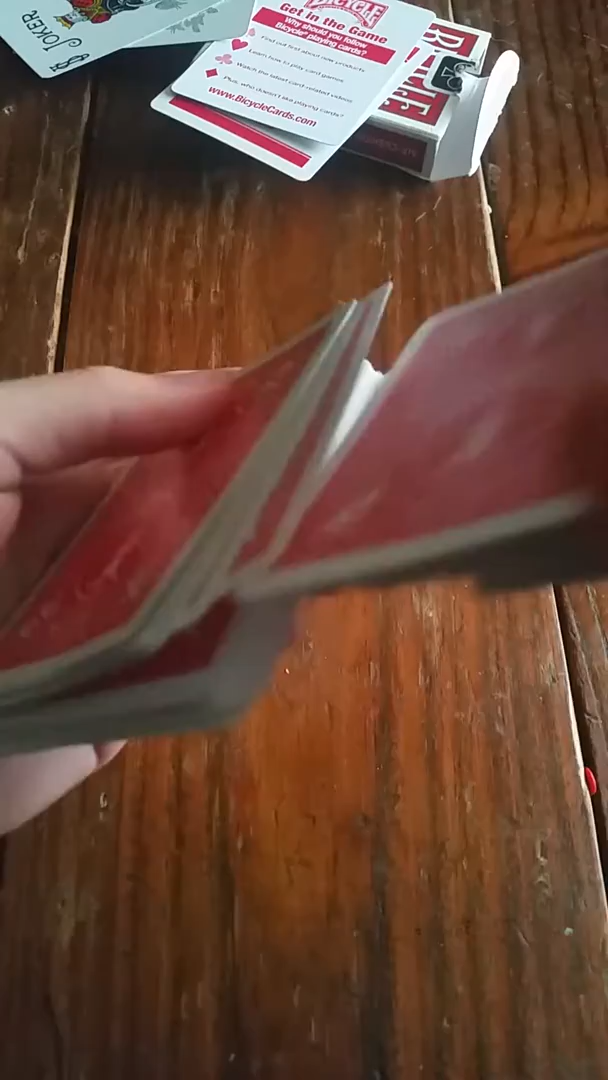 JOKER
BICYCLE
Get in the Game
Why should you follow
Bicycle® playing cards?
Find out first about new products
Learn how to play card games
Watch the latest card-related videos
Plus, who doesn't like playing cards?
www.BicycleCards.com